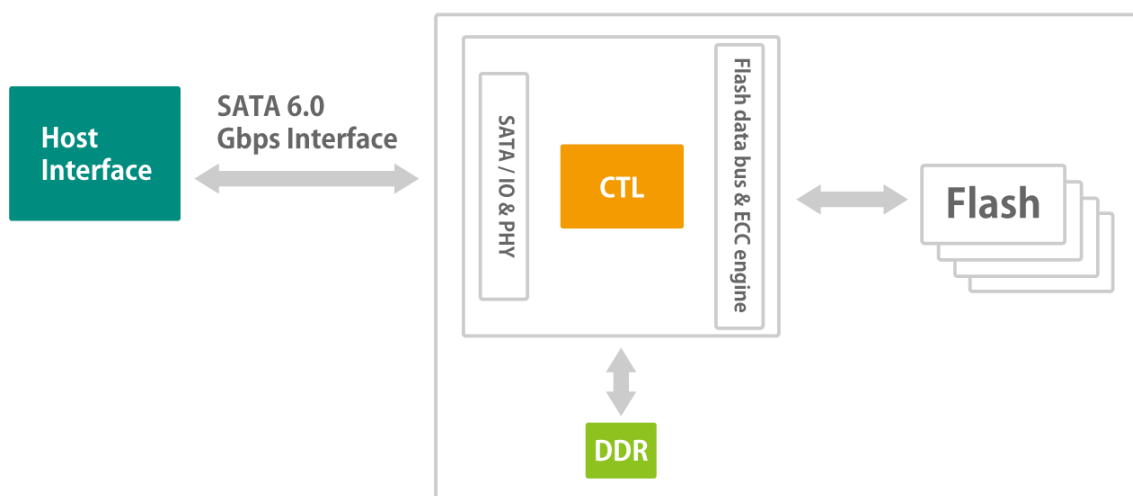 Host
Interface
SATA 6.0
Gbps Interface
SATA / IO & PHY
CTL
Flash data bus & ECC engine
Flash
DDR